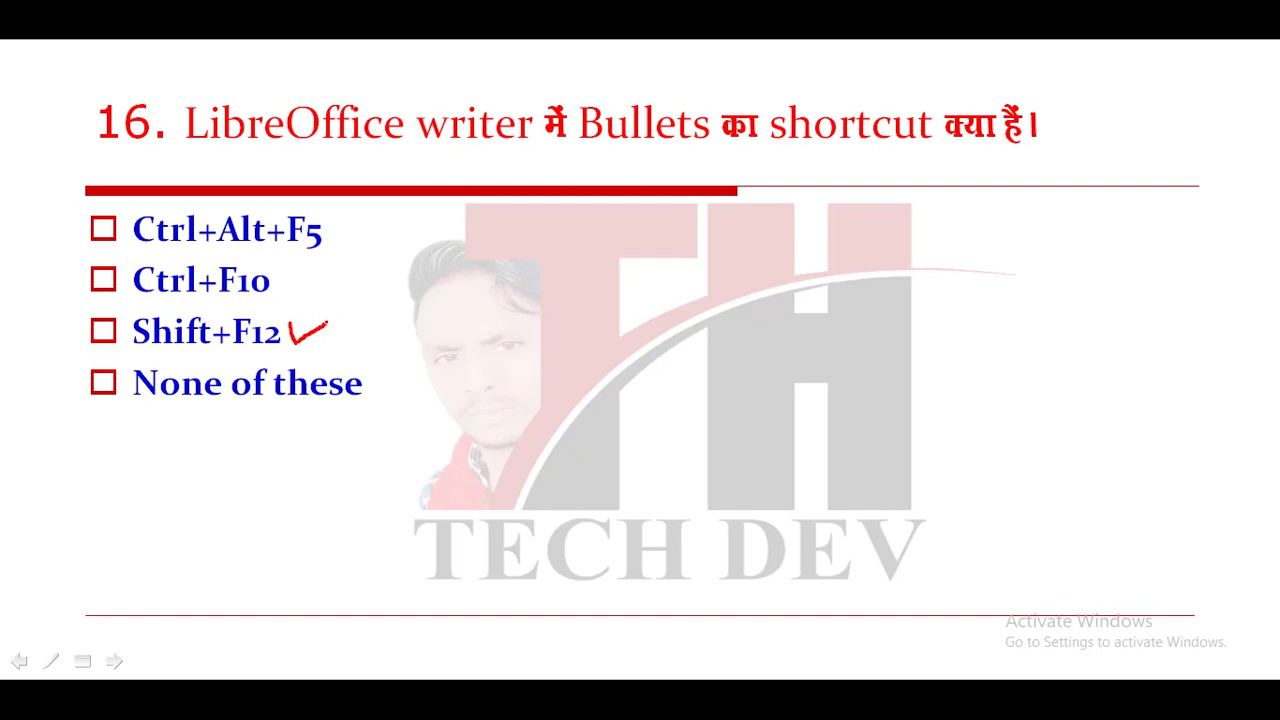 16. LibreOffice writer में Bullets का shortcut क्या हैं।
Ctrl+Alt+F5
Ctrl+F10
Shift+F12
None of these
TH
TECH DEV
Activate Windows
Go to Settings to activate Windows.